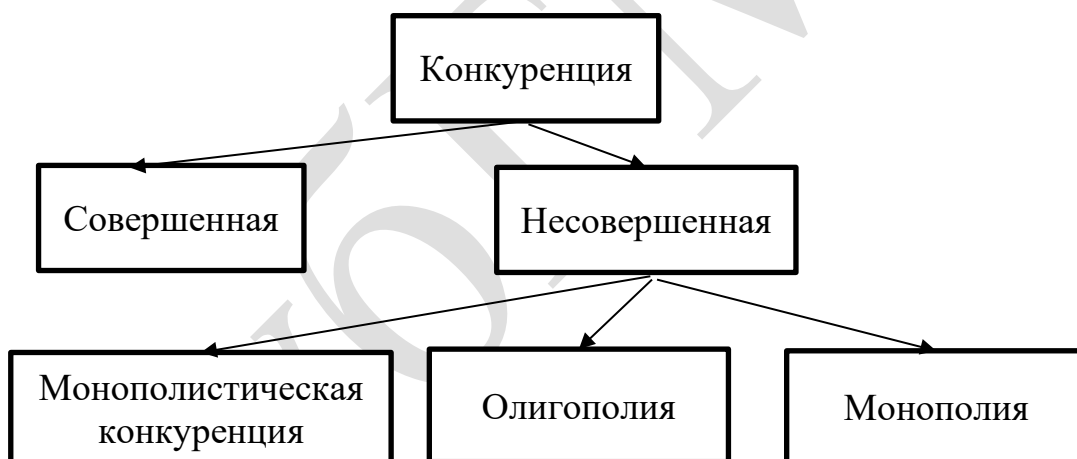 Конкуренция
Совершенная
Несовершенная
Монополистическая
конкуренция
Олигополия
Монополия